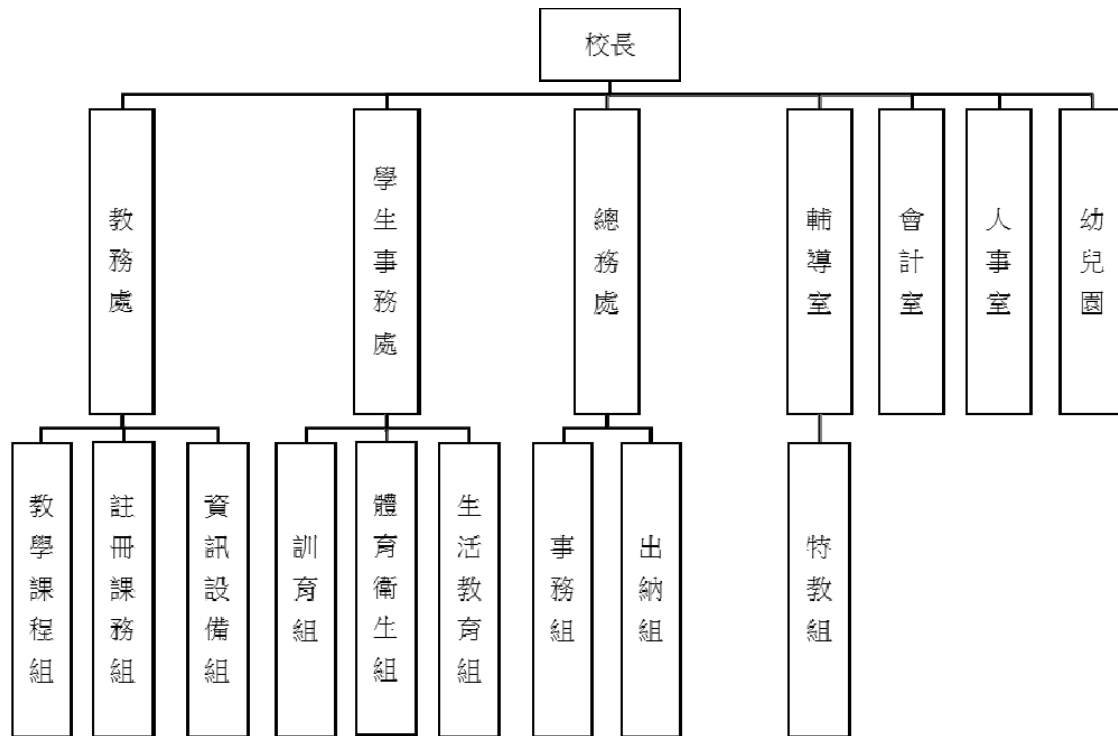 校長
教務處
學生事務處
總務處
輔導室
會計室
人事室
幼兒園
教學課程組
註冊課務組
資訊設備組
訓育組
體育衛生組
生活教育組
事務組
出納組
特教組